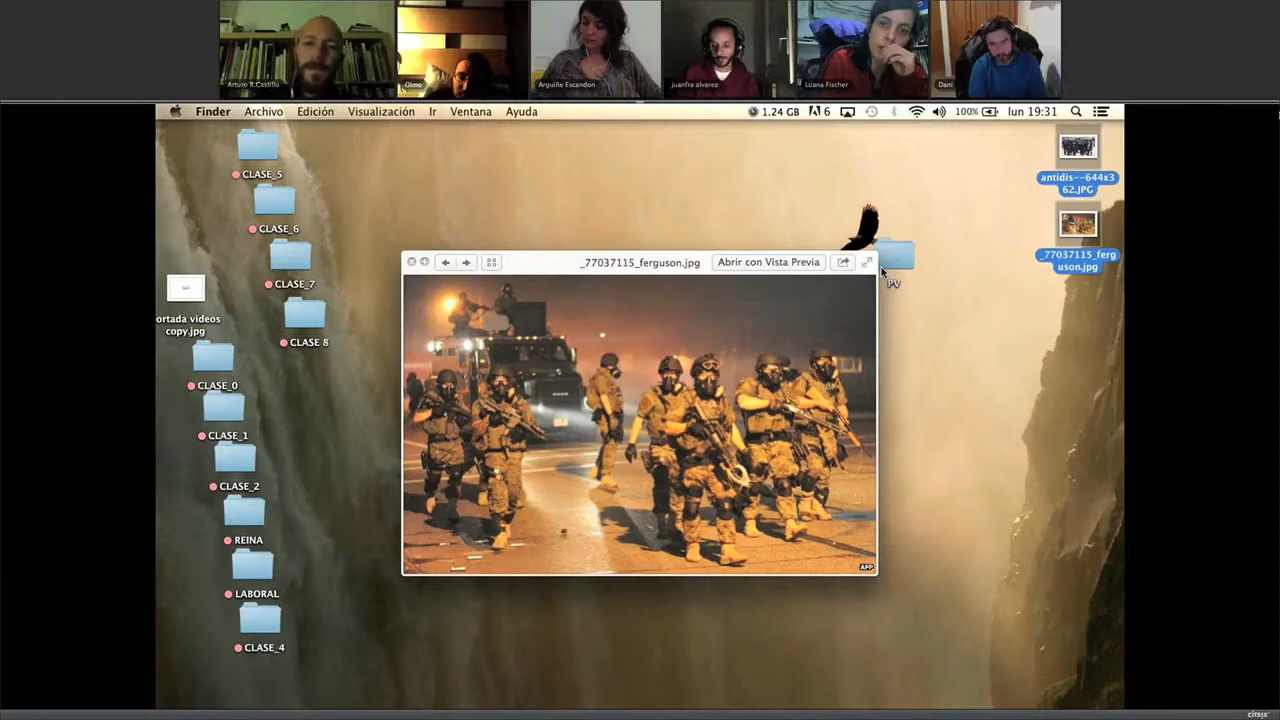 Arturo R.Castillo
Olmo
Arguiñe Escandon
juanfra alvarez
Luana Fischer
Dani
Finder Archivo Edición Visualización Ir Ventana Ayuda
1.24 GB
6
100%
lun 19:31
CLASE_5
CLASE_6
CLASE_7
CLASE 8
ortada videos
copy.jpg
CLASE_0
CLASE_1
CLASE_2
REINA
LABORAL
CLASE_4
_77037115_ferguson.jpg
Abrir con Vista Previa
AFP
PV
antidis--644x3
62.JPG
_77037115_ferg
uson.jpg
CITRIX